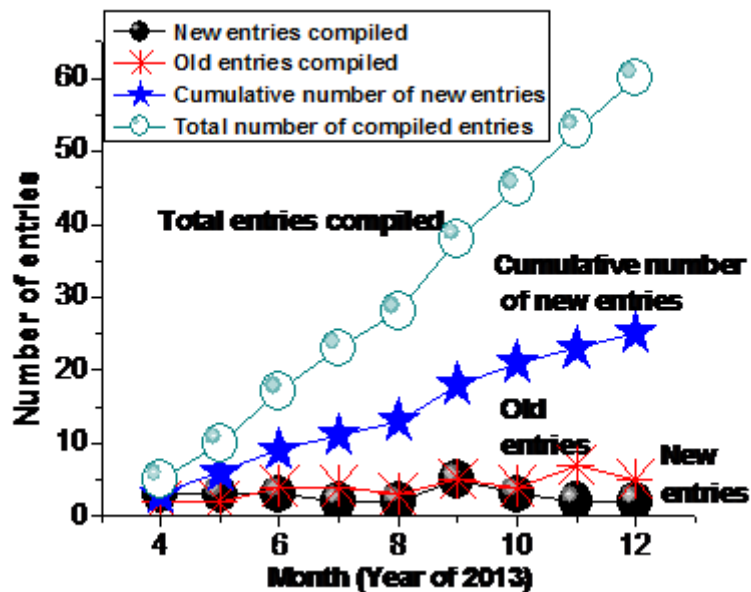 New entries compiled
Old entries compiled
Cumulative number of new entries
Total number of compiled entries
60
50
40
30
20
10
0
Number of entries
Total entries compiled
Cumulative number
of new entries
Old
entries
New
entries
4
6
8
10
12
Month (Year of 2013)